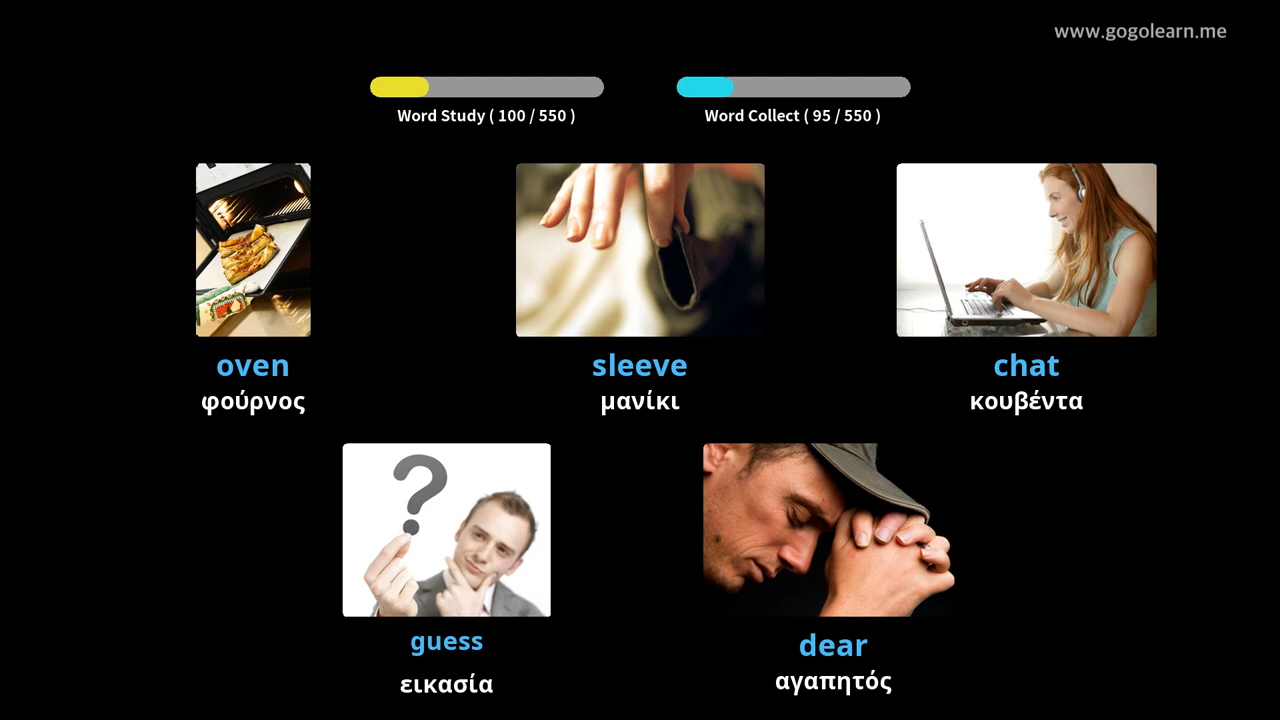 www.gogolearn.me
Word Study ( 100 / 550 )
Word Collect ( 95 / 550 )
oven
φούρνος
sleeve
μανίκι
chat
κουβέντα
guess
εικασία
dear
αγαπητός